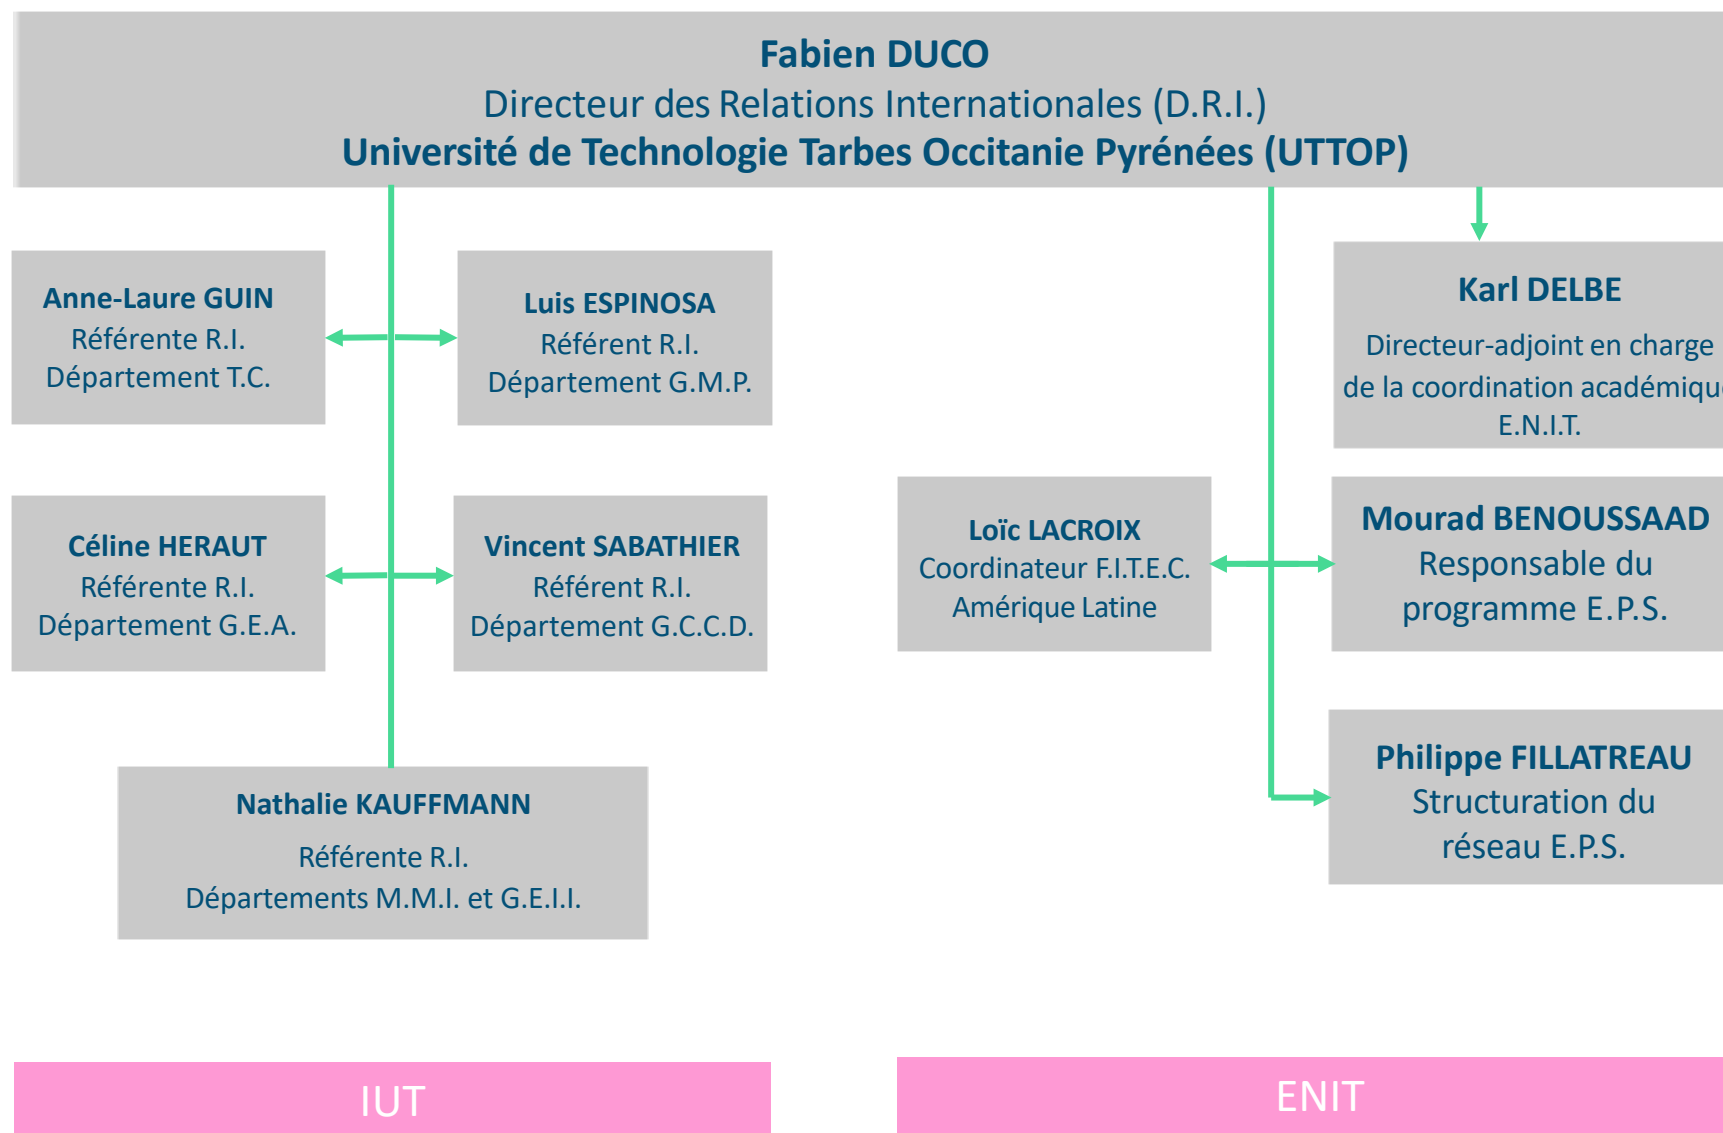 Fabien DUCO
Directeur des Relations Internationales (D.R.I.)
Université de Technologie Tarbes Occitanie Pyrénées (UTTOP)
Anne-Laure GUIN
Référente R.I.
Département T.C.
Luis ESPINOSA
Référent R.I.
Département G.M.P.
Céline HERAUT
Référente R.I.
Département G.E.A.
Vincent SABATHIER
Référent R.I.
Département G.C.C.D.
Nathalie KAUFFMANN
Référente R.I.
Départements M.M.I. et G.E.I.I.
IUT
Karl DELBE
Directeur-adjoint en charge
de la coordination académique
E.N.I.T.
Loïc LACROIX
Coordinateur F.I.T.E.C.
Amérique Latine
Mourad BENOUSSAAD
Responsable du
programme E.P.S.
Philippe FILLATREAU
Structuration du
réseau E.P.S.
ENIT